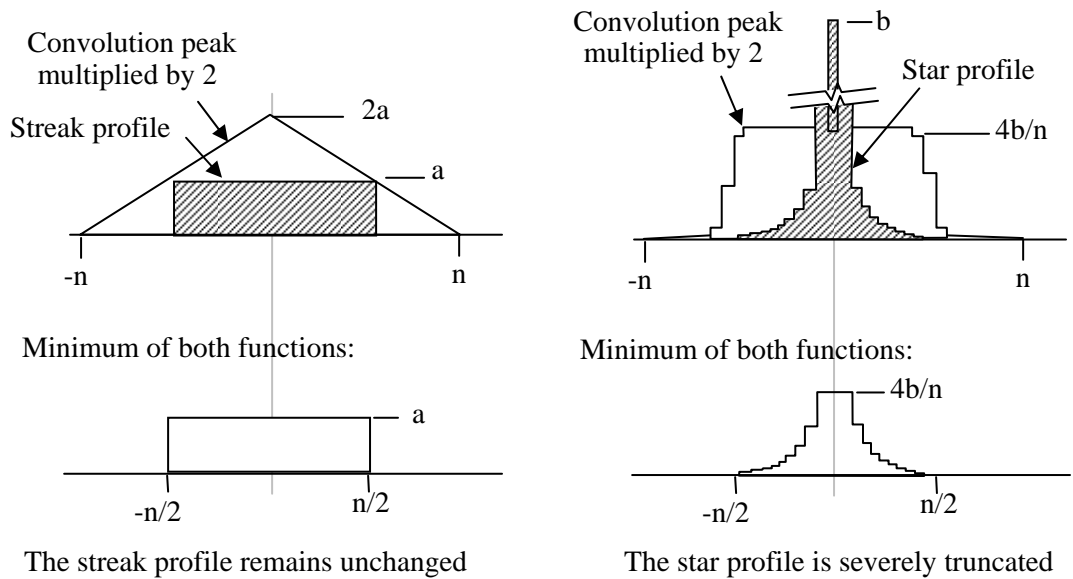 Convolution peak
multiplied by 2
Streak profile
2a
a
-n
n
Minimum of both functions:
a
-n/2
n/2
The streak profile remains unchanged
Convolution peak
multiplied by 2
b
Star profile
4b/n
-n
n
Minimum of both functions:
4b/n
-n/2
n/2
The star profile is severely truncated